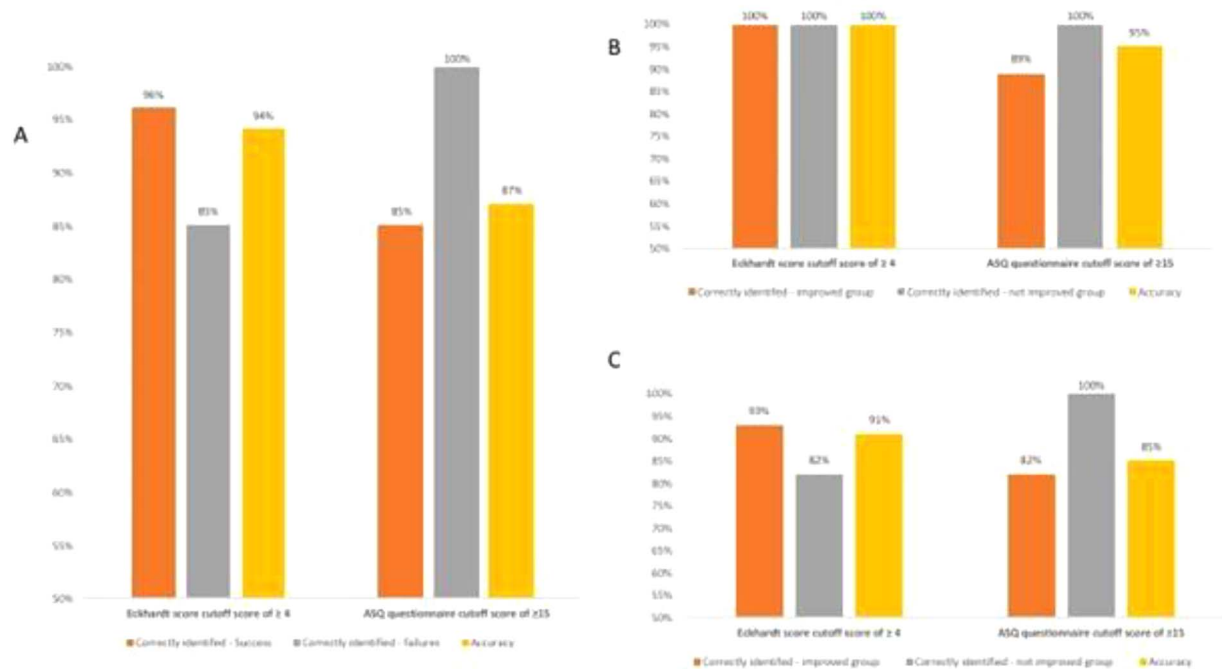 A
100%
95%
90%
85%
80%
75%
70%
65%
60%
55%
50%
96%
85%
94%
85%
100%
87%
Eckhardt score cutoff score of ≥ 4
ASQ questionnaire cutoff score of ≥15
Correctly identified - Success
Correctly identified - failures
Accuracy
B
100%
95%
90%
85%
80%
75%
70%
65%
60%
55%
50%
100%
100%
100%
89%
100%
95%
Eckhardt score cutoff score of ≥ 4
ASQ questionnaire cutoff score of ≥15
Correctly identified - improved group
Correctly identified - not improved group
Accuracy
C
100%
95%
90%
85%
80%
75%
70%
65%
60%
55%
50%
93%
82%
91%
82%
100%
85%
Eckhardt score cutoff score of ≥ 4
ASQ questionnaire cutoff score of ≥15
Correctly identified - improved group
Correctly identified - not improved group
Accuracy